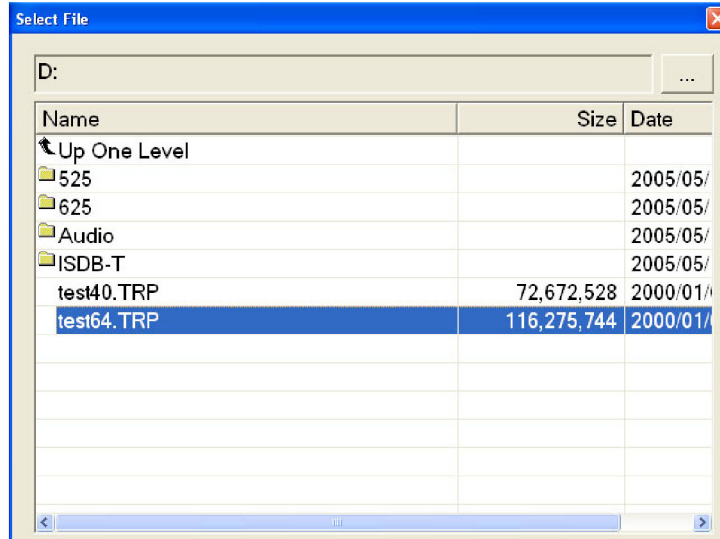 Select File
D:
...
Name Size Date
Up One Level
525 2005/05/
625 2005/05/
Audio 2005/05/
ISDB-T 2005/05/
test40.TRP 72,672,528 2000/01/
test64.TRP 116,275,744 2000/01/